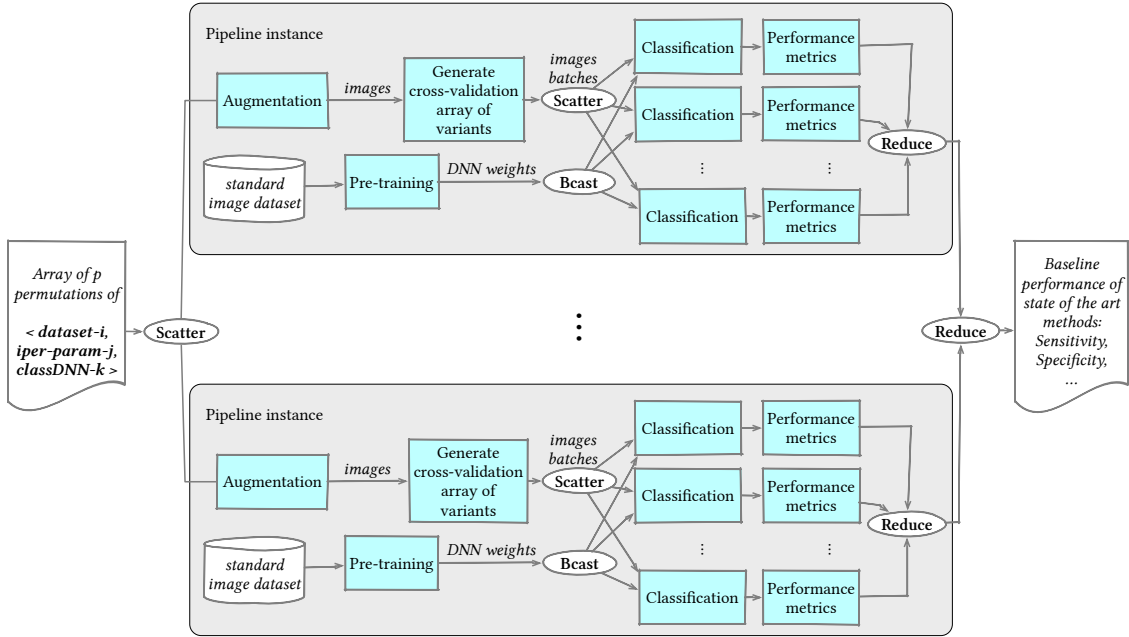 Pipeline instance
Augmentation
images
Generate
cross-validation
array of
variants
images
batches
Scatter
Classification
Performance
metrics
Classification
Performance
metrics
Reduce
standard
image dataset
Pre-training
DNN weights
Bcast
⋮
⋮
Classification
Performance
metrics
Array of p
permutations of
< dataset-i,
iper-param-j,
classDNN-k >
Scatter
⋮
Reduce
Baseline
performance of
state of the art
methods:
Sensitivity,
Specificity,
...
Pipeline instance
Augmentation
images
Generate
cross-validation
array of
variants
images
batches
Scatter
Classification
Performance
metrics
Classification
Performance
metrics
Reduce
standard
image dataset
Pre-training
DNN weights
Bcast
⋮
⋮
Classification
Performance
metrics